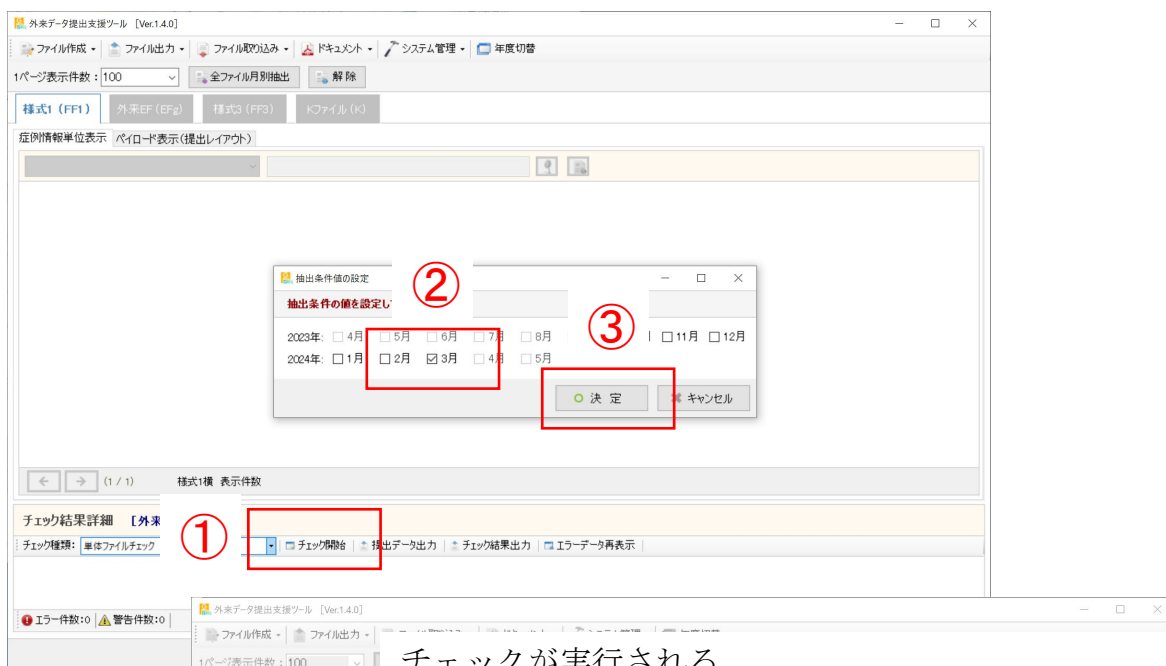 外来データ提出支援ツール [Ver.1.4.0]
ファイル作成 ファイル出力 ファイル取り込み ドキュメント システム管理 年度切替
1ページ表示件数：100 全ファイル月別抽出 解除
様式1（FF1） 外来EF（EFg） 様式3（FF3） Kファイル（K）
症例情報単位表示 ペイロード表示(提出レイアウト)
抽出条件値の設定
②
抽出条件の値を設定し
③
2023年: 4月 5月 6月 7月 8月 11月 12月
2024年: 1月 2月 3月 4月 5月
決 定 キャンセル
(1 / 1) 様式1横 表示件数
チェック結果詳細 [外来
①
チェック種類: 単体ファイルチェック チェック開始 提出データ出力 チェック結果出力 エラーデータ再表示
エラー件数:0 警告件数:0
外来データ提出支援ツール [Ver.1.4.0]
ファイル作成 ファイル出力
1ページ表示件数：100
チェックが実行される